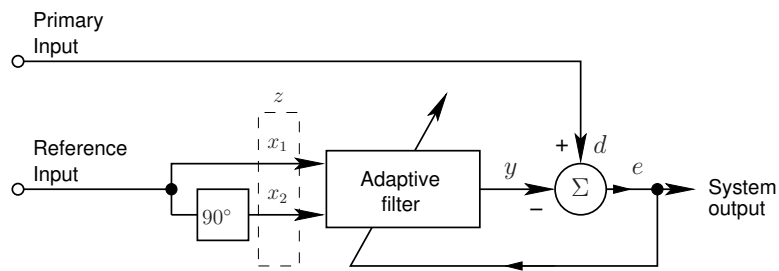 Primary
Input
z
Reference
Input
x₁
x₂
90°
Adaptive
filter
y
+
d
Σ
−
e
System
output